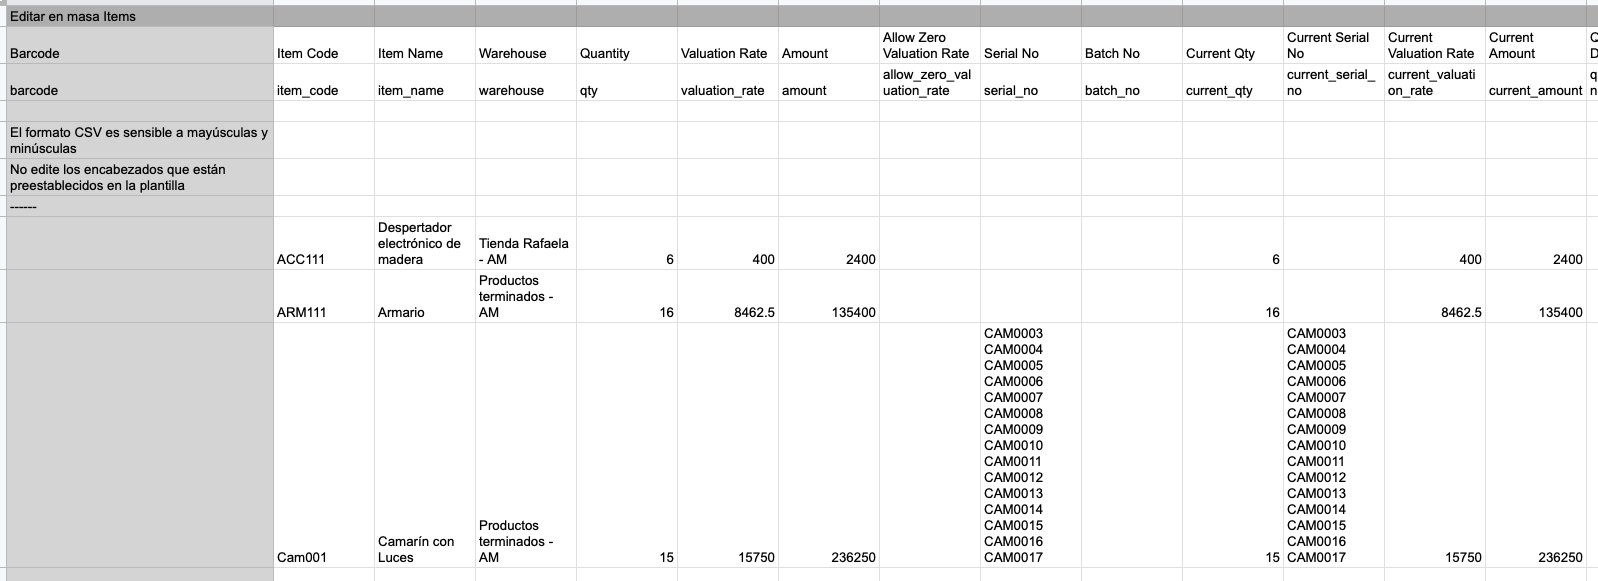 Editar en masa Items
Barcode Item Code Item Name Warehouse Quantity Valuation Rate Amount Allow Zero Valuation Rate Serial No Batch No Current Qty Current Serial No Current Valuation Rate Current Amount
barcode item_code item_name warehouse qty valuation_rate amount allow_zero_valuation_rate serial_no batch_no current_qty current_serial_no current_valuation_rate current_amount
El formato CSV es sensible a mayúsculas y
minúsculas
No edite los encabezados que están
preestablecidos en la plantilla
------
ACC111 Despertador electrónico de madera Tienda Rafaela - AM 6 400 2400 6 400 2400
ARM111 Armario Productos terminados - AM 16 8462.5 135400 16 8462.5 135400
Cam001 Camarín con Luces Productos terminados - AM 15 15750 236250
CAM0003
CAM0004
CAM0005
CAM0006
CAM0007
CAM0008
CAM0009
CAM0010
CAM0011
CAM0012
CAM0013
CAM0014
CAM0015
CAM0016
CAM0017
15
CAM0003
CAM0004
CAM0005
CAM0006
CAM0007
CAM0008
CAM0009
CAM0010
CAM0011
CAM0012
CAM0013
CAM0014
CAM0015
CAM0016
CAM0017
15750 236250